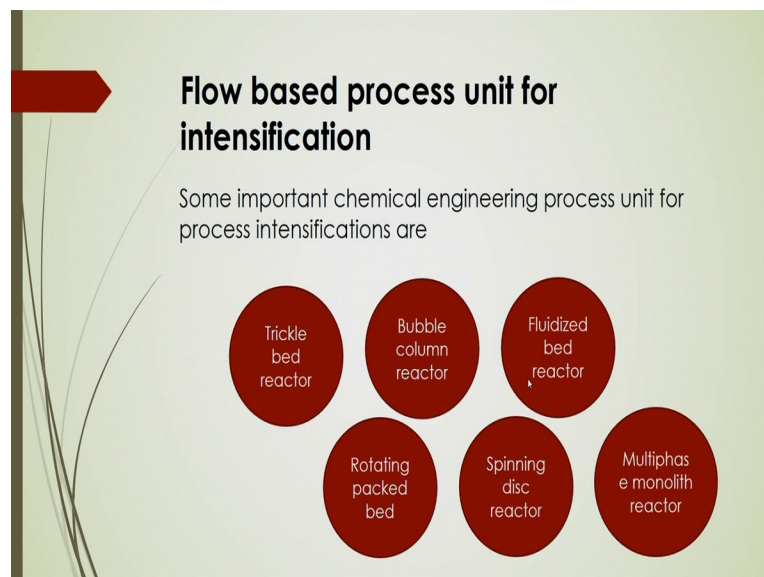 Flow based process unit for
intensification
Some important chemical engineering process unit for
process intensifications are
Trickle
bed
reactor
Bubble
column
reactor
Fluidized
bed
reactor
Rotating
packed
bed
Spinning
disc
reactor
Multiphas
e monolith
reactor